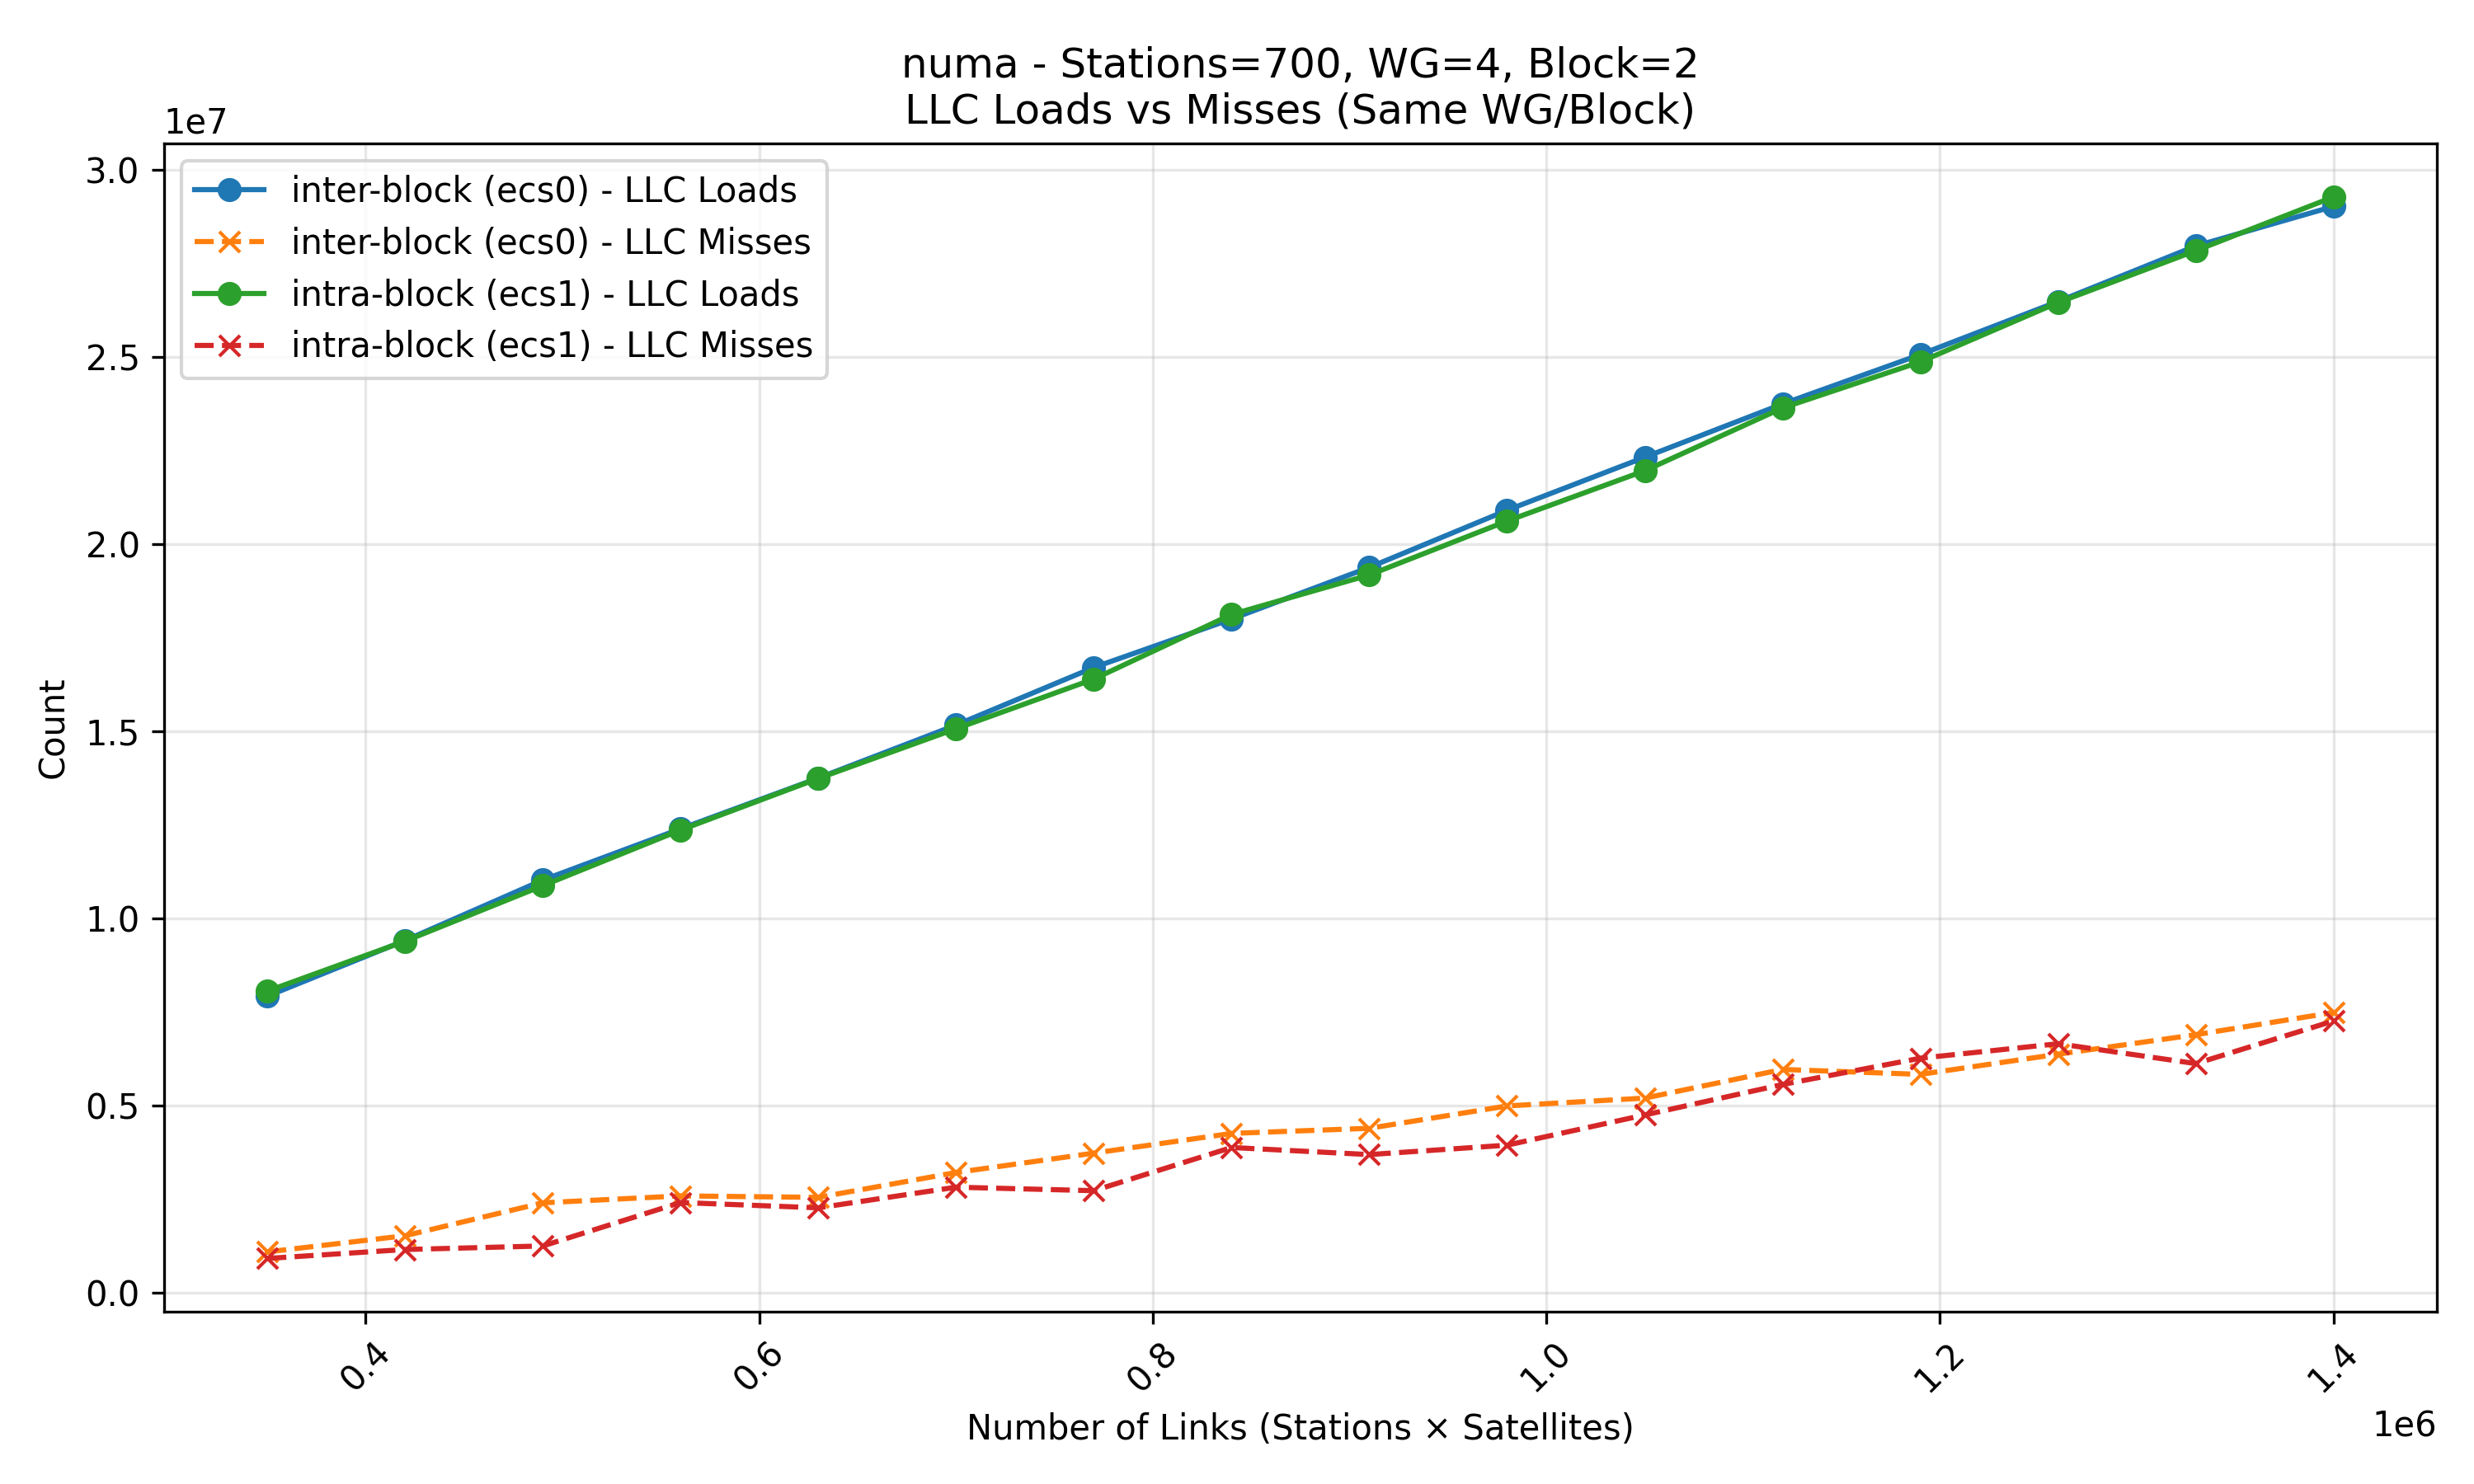 numa - Stations=700, WG=4, Block=2
LLC Loads vs Misses (Same WG/Block)
1e7
3.0
2.5
2.0
1.5
1.0
0.5
0.0
Count
inter-block (ecs0) - LLC Loads
inter-block (ecs0) - LLC Misses
intra-block (ecs1) - LLC Loads
intra-block (ecs1) - LLC Misses
0.4
0.6
0.8
1.0
1.2
1.4
Number of Links (Stations × Satellites)
1e6